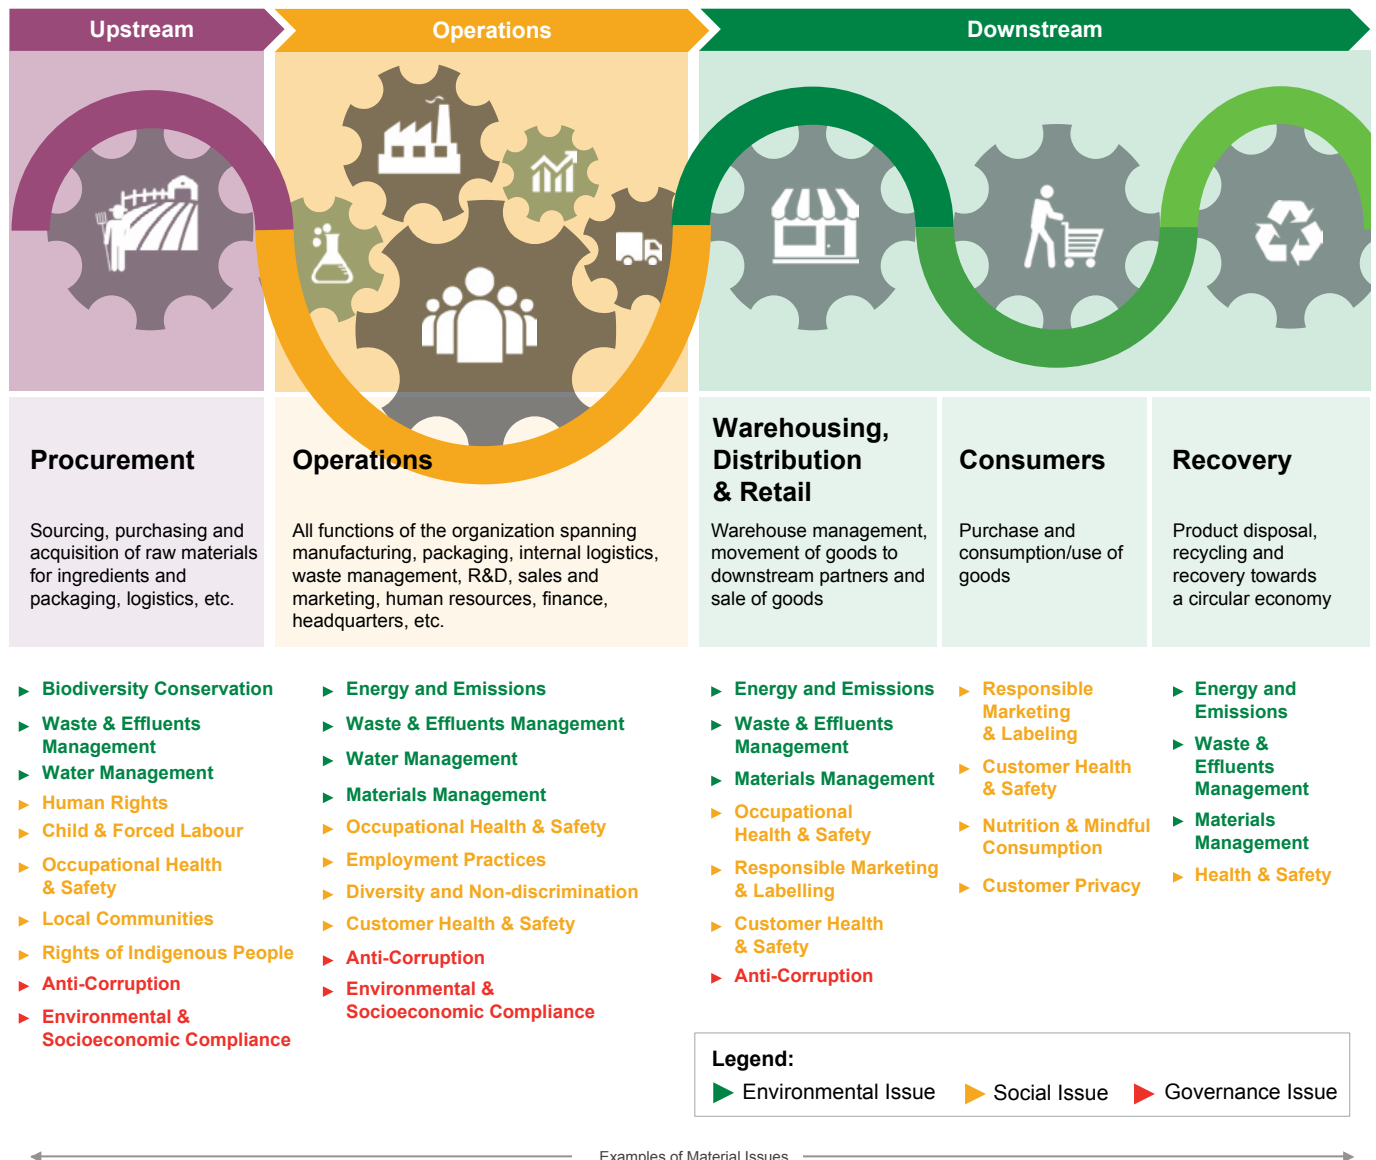 Upstream
Operations
Downstream
Procurement
Sourcing, purchasing and
acquisition of raw materials
for ingredients and
packaging, logistics, etc.
Operations
All functions of the organization spanning
manufacturing, packaging, internal logistics,
waste management, R&D, sales and
marketing, human resources, finance,
headquarters, etc.
Warehousing,
Distribution
& Retail
Warehouse management,
movement of goods to
downstream partners and
sale of goods
Consumers
Purchase and
consumption/use of
goods
Recovery
Product disposal,
recycling and
recovery towards
a circular economy
Biodiversity Conservation
Waste & Effluents
Management
Water Management
Human Rights
Child & Forced Labour
Occupational Health
& Safety
Local Communities
Rights of Indigenous People
Anti-Corruption
Environmental &
Socioeconomic Compliance
Energy and Emissions
Waste & Effluents Management
Water Management
Materials Management
Occupational Health & Safety
Employment Practices
Diversity and Non-discrimination
Customer Health & Safety
Anti-Corruption
Environmental &
Socioeconomic Compliance
Energy and Emissions
Waste & Effluents
Management
Materials Management
Occupational
Health & Safety
Responsible Marketing
& Labelling
Customer Health
& Safety
Anti-Corruption
Responsible
Marketing
& Labeling
Customer Health
& Safety
Nutrition & Mindful
Consumption
Customer Privacy
Energy and
Emissions
Waste &
Effluents
Management
Materials
Management
Health & Safety
Legend:
Environmental Issue
Social Issue
Governance Issue
Examples of Material Issues